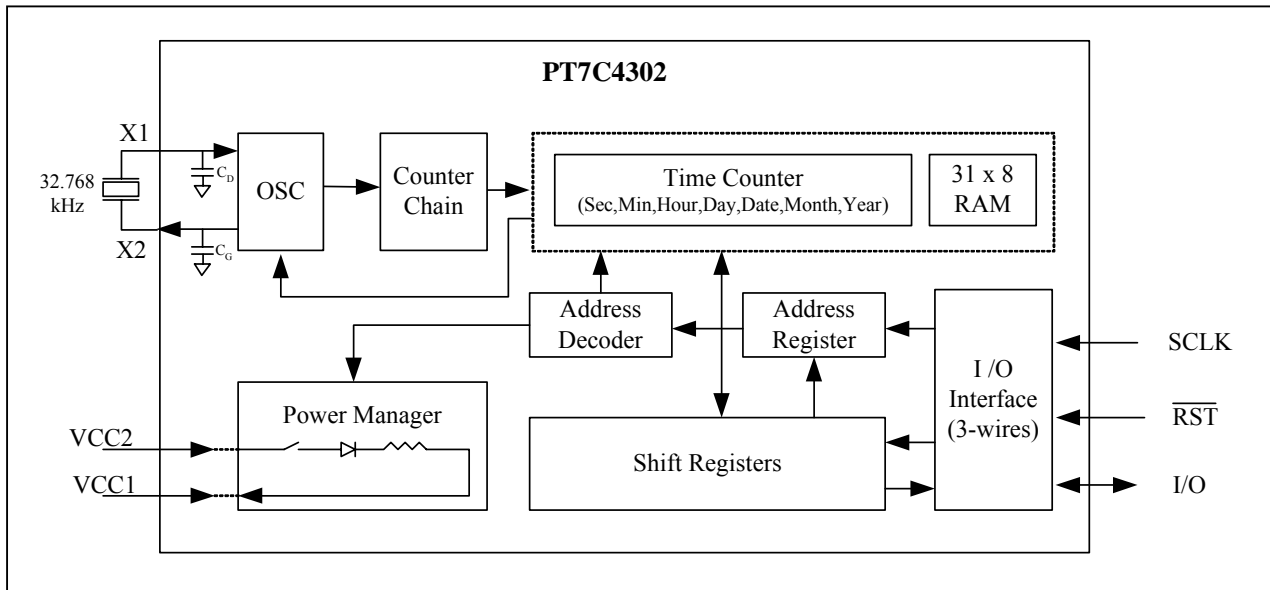 PT7C4302
X1
32.768
kHz
X2
C_D
C_G
OSC
Counter
Chain
Time Counter
(Sec,Min,Hour,Day,Date,Month,Year)
31 x 8
RAM
Address
Decoder
Address
Register
I /O
Interface
(3-wires)
SCLK
RST
I/O
Power Manager
VCC2
VCC1
Shift Registers